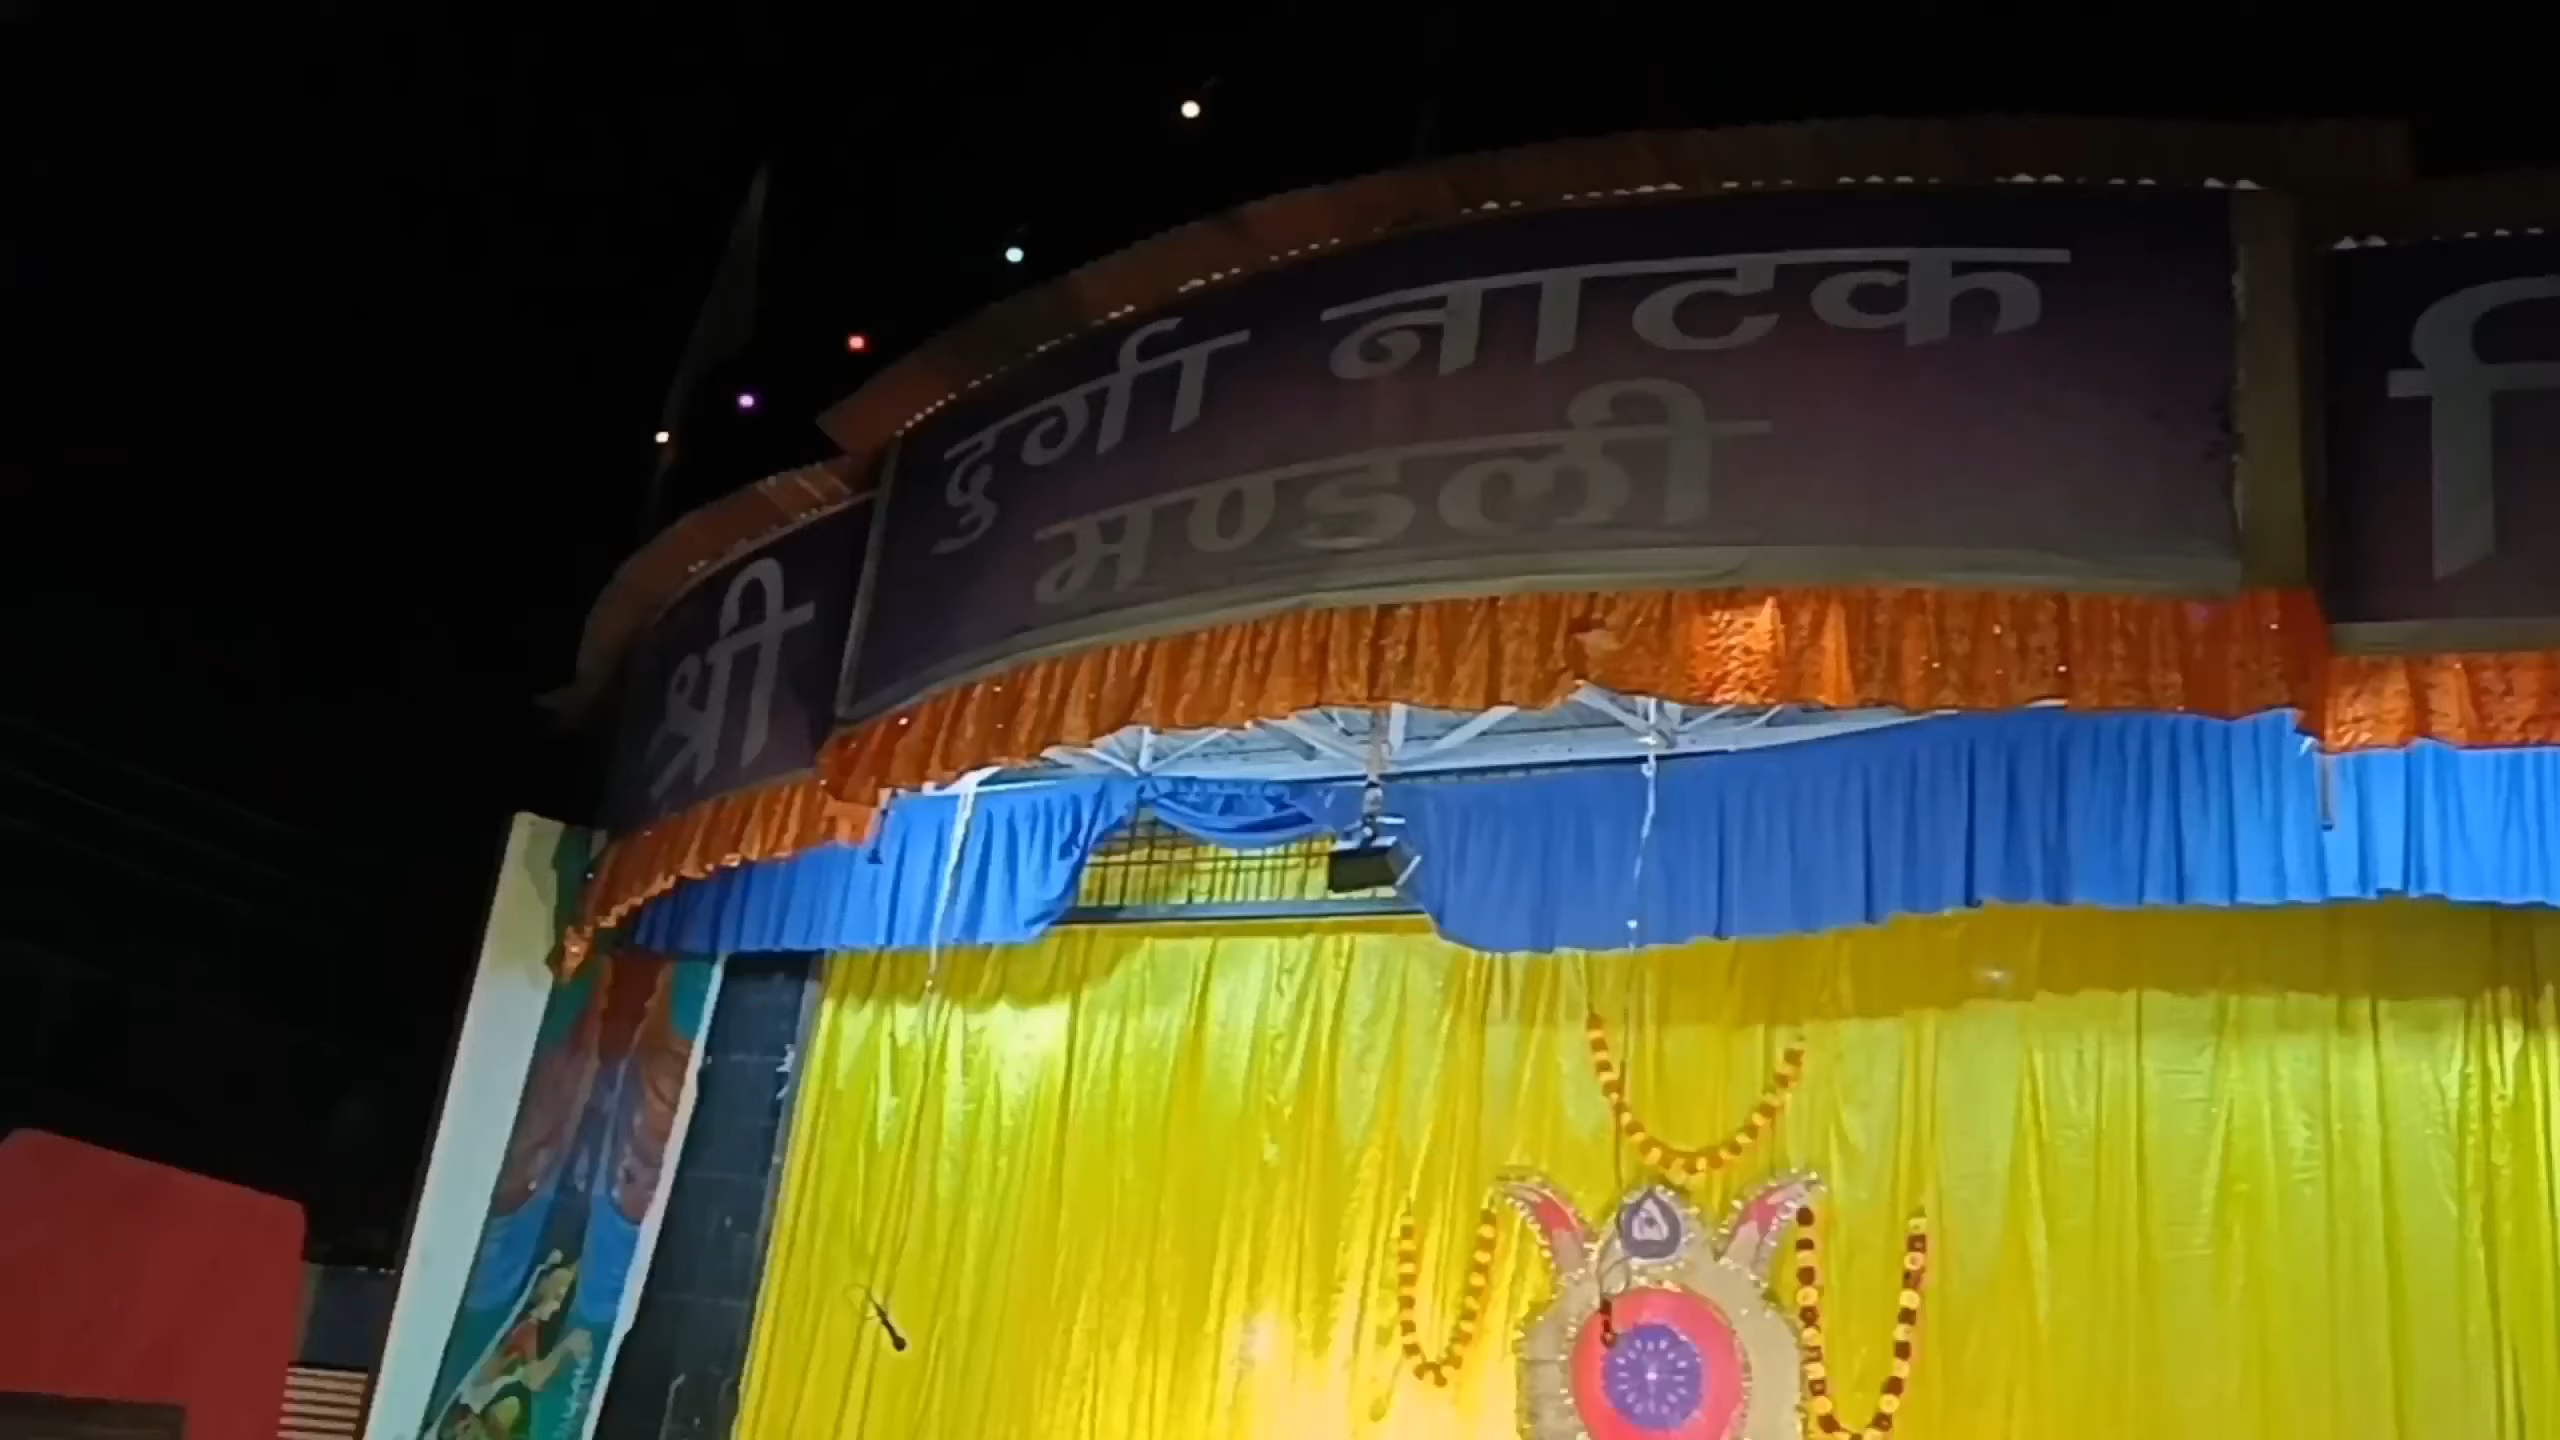 श्री
दुर्गा नाटक
मण्डली